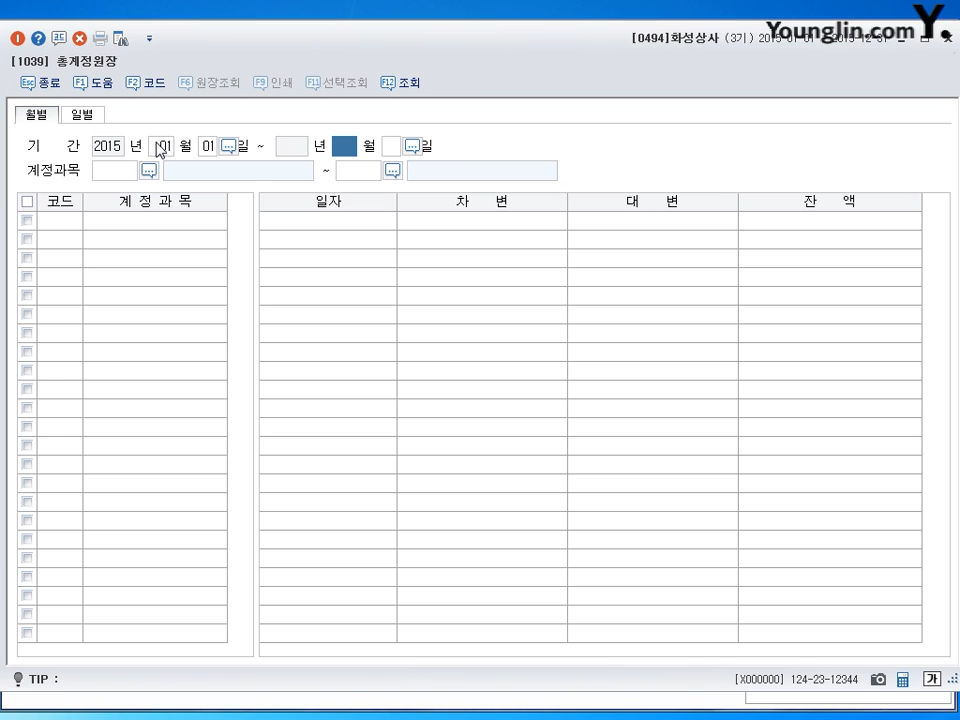 Younglin.com Y.
[0494]화성상사 (3기) 2015-01-01 ~ 2015-12-31
[1039] 총계정원장
Esc 종료 F1 도움 F2 코드 F6 원장조회 F9 인쇄 F11 선택조회 F12 조회
월별 일별
기 간 2015 년 01 월 01 일 ~ 년 월 일
계정과목 ~
코드 계 정 과 목 일자 차 변 대 변 잔 액
TIP :
[X000000] 124-23-12344 가